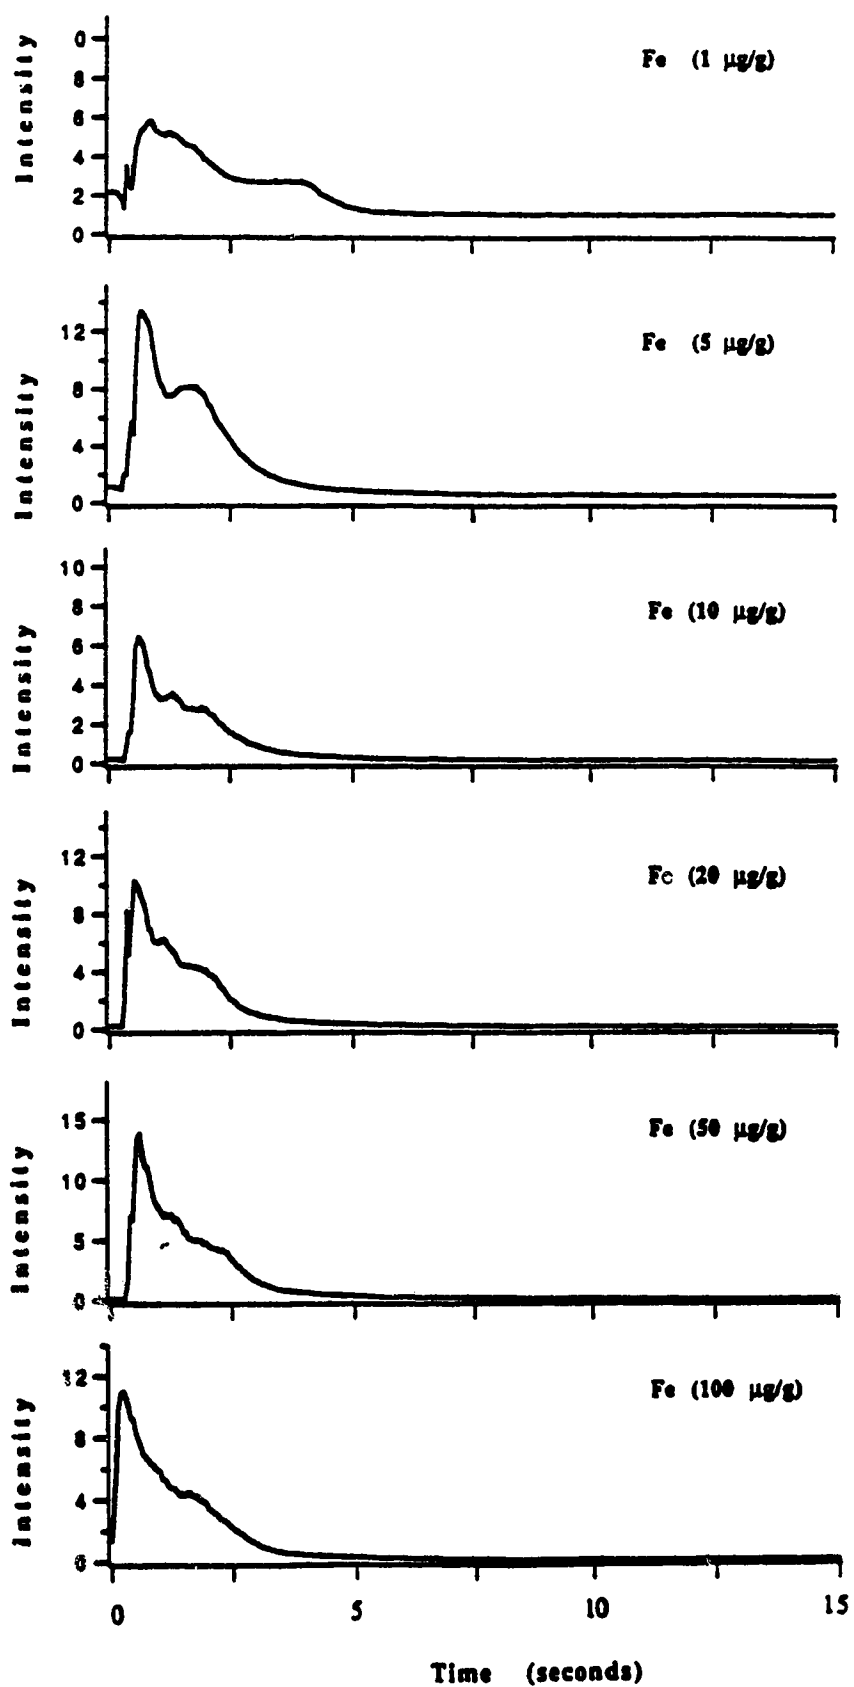 Intensity
0
8
6
4
2
0
Fe (1 µg/g)
Intensity
12
8
4
0
Fe (5 µg/g)
Intensity
10
8
6
4
2
0
Fe (10 µg/g)
Intensity
12
8
4
0
Fe (20 µg/g)
Intensity
15
10
5
0
Fe (50 µg/g)
Intensity
12
8
4
0
Fe (100 µg/g)
0 5 10 15
Time (seconds)